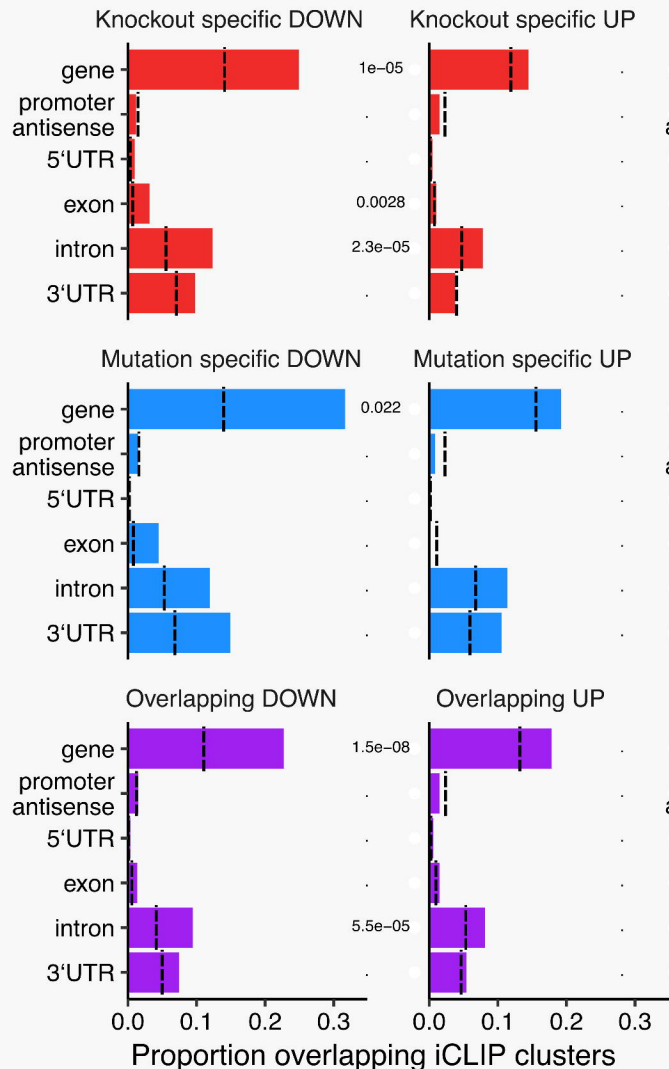 Knockout specific DOWN Knockout specific UP
gene 1e−05 .
promoter
antisense . .
5‘UTR . .
exon 0.0028 .
intron 2.3e−05 .
3‘UTR . .
Mutation specific DOWN Mutation specific UP
gene 0.022 .
promoter
antisense . .
5‘UTR . .
exon . .
intron . .
3‘UTR . .
Overlapping DOWN Overlapping UP
gene 1.5e−08 .
promoter
antisense . .
5‘UTR . .
exon . .
intron 5.5e−05 .
3‘UTR . .
0.0 0.1 0.2 0.3 0.0 0.1 0.2 0.3
Proportion overlapping iCLIP clusters